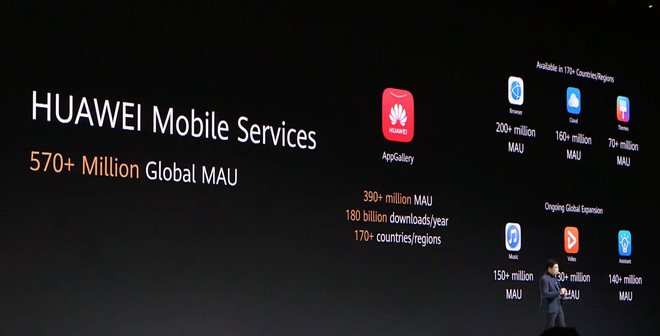 HUAWEI Mobile Services
570+ Million Global MAU
HUAWEI
AppGallery
390+ million MAU
180 billion downloads/year
170+ countries/regions
Available in 170+ Countries/Regions
Browser
200+ million
MAU
Cloud
160+ million
MAU
Themes
70+ million
MAU
Ongoing Global Expansion
Music
150+ million
MAU
Video
million
MAU
Assistant
140+ million
MAU